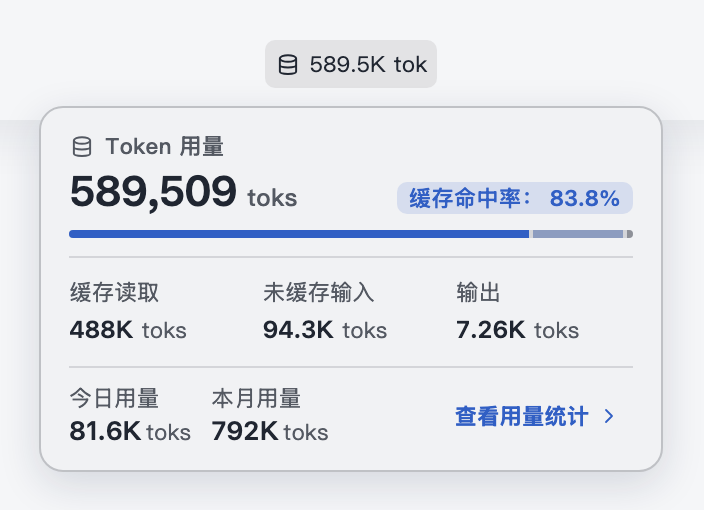 589.5K tok
Token 用量
589,509 toks
缓存命中率： 83.8%
缓存读取 未缓存输入 输出
488K toks 94.3K toks 7.26K toks
今日用量 本月用量
81.6K toks 792K toks
查看用量统计